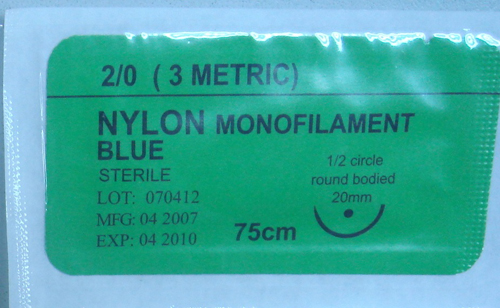 2/0 ( 3 METRIC)
NYLON MONOFILAMENT
BLUE
STERILE
LOT: 070412
MFG: 04 2007
EXP: 04 2010
75cm
1/2 circle
round bodied
20mm